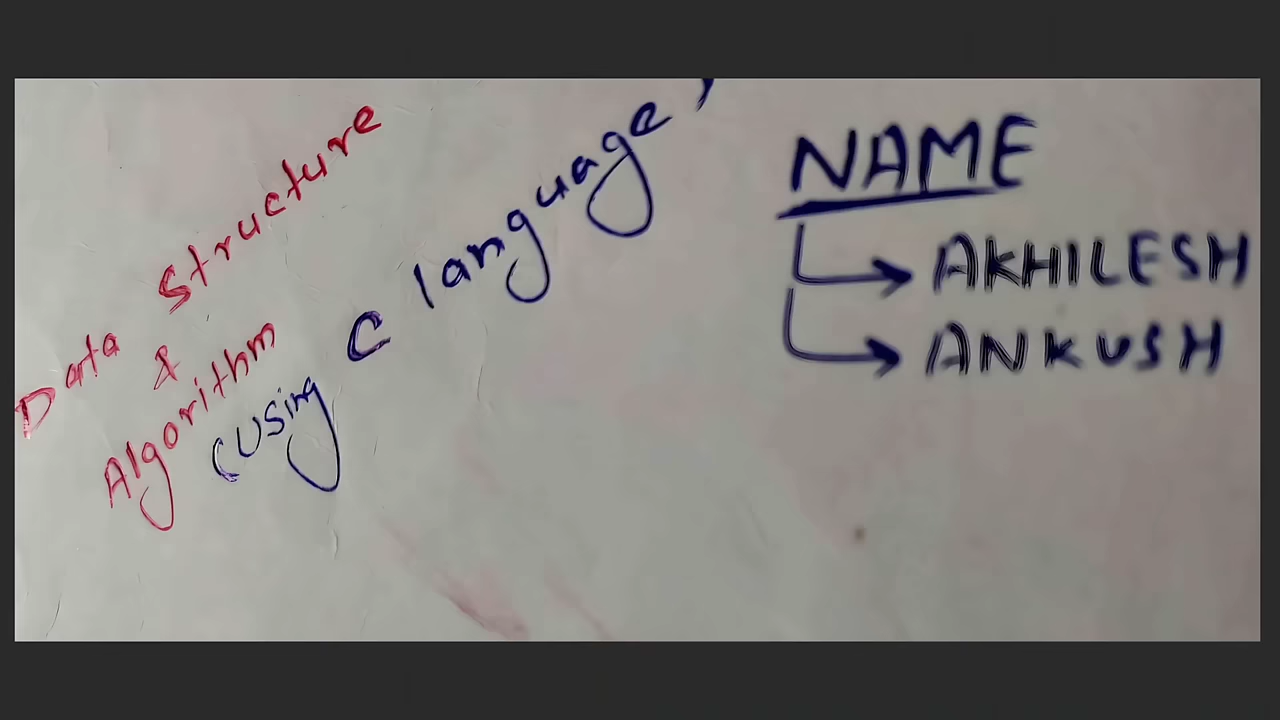 Data Structure
&
Algorithm
(Using C language)
NAME
→ AKHILESH
→ ANKUSH